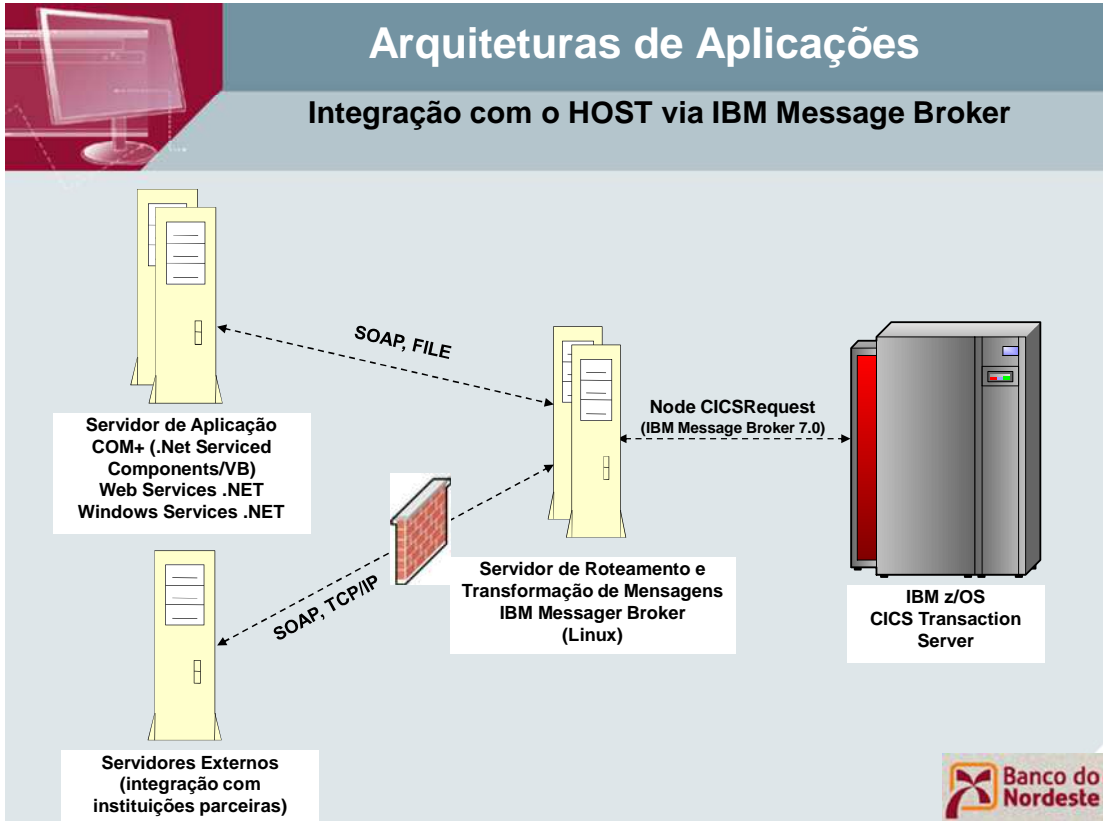 Arquiteturas de Aplicações
Integração com o HOST via IBM Message Broker
SOAP, FILE
Node CICSRequest
(IBM Message Broker 7.0)
Servidor de Aplicação
COM+ (.Net Serviced
Components/VB)
Web Services .NET
Windows Services .NET
SOAP, TCP/IP
Servidor de Roteamento e
Transformação de Mensagens
IBM Messager Broker
(Linux)
IBM z/OS
CICS Transaction
Server
Servidores Externos
(integração com
instituições parceiras)
Banco do
Nordeste